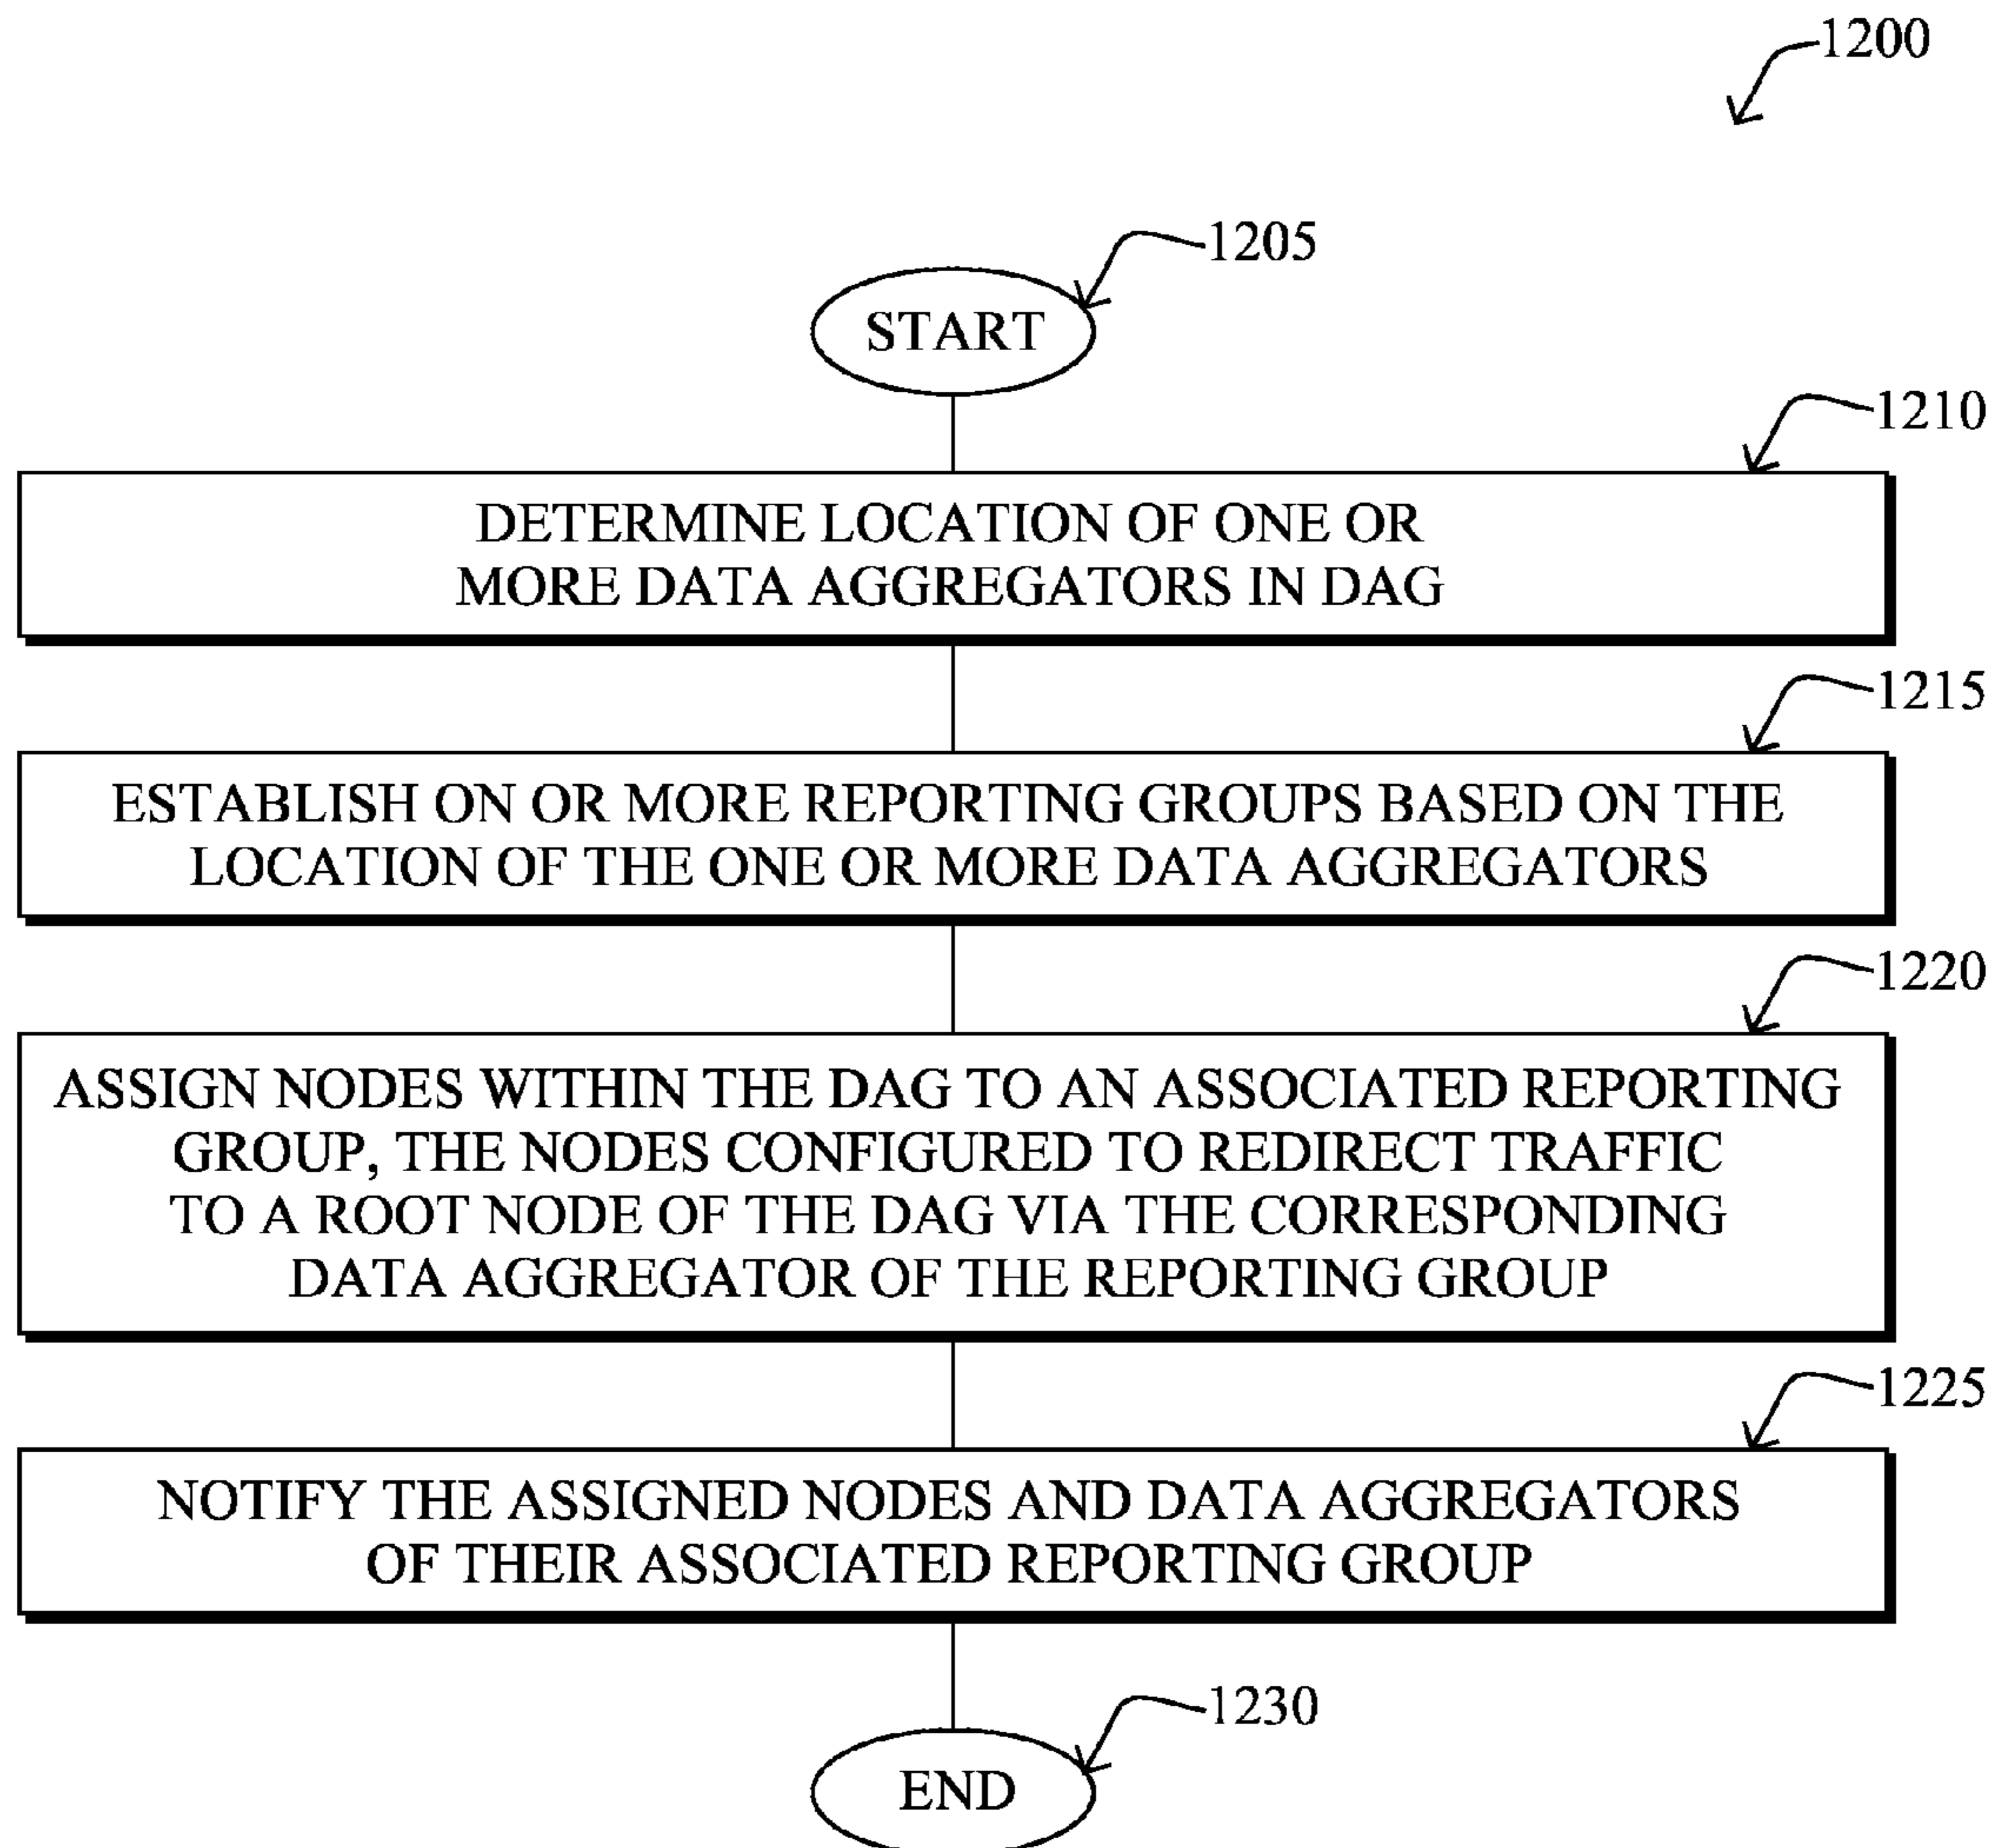 1200
1205
START
1210
DETERMINE LOCATION OF ONE OR
MORE DATA AGGREGATORS IN DAG
1215
ESTABLISH ON OR MORE REPORTING GROUPS BASED ON THE
LOCATION OF THE ONE OR MORE DATA AGGREGATORS
1220
ASSIGN NODES WITHIN THE DAG TO AN ASSOCIATED REPORTING
GROUP, THE NODES CONFIGURED TO REDIRECT TRAFFIC
TO A ROOT NODE OF THE DAG VIA THE CORRESPONDING
DATA AGGREGATOR OF THE REPORTING GROUP
1225
NOTIFY THE ASSIGNED NODES AND DATA AGGREGATORS
OF THEIR ASSOCIATED REPORTING GROUP
1230
END